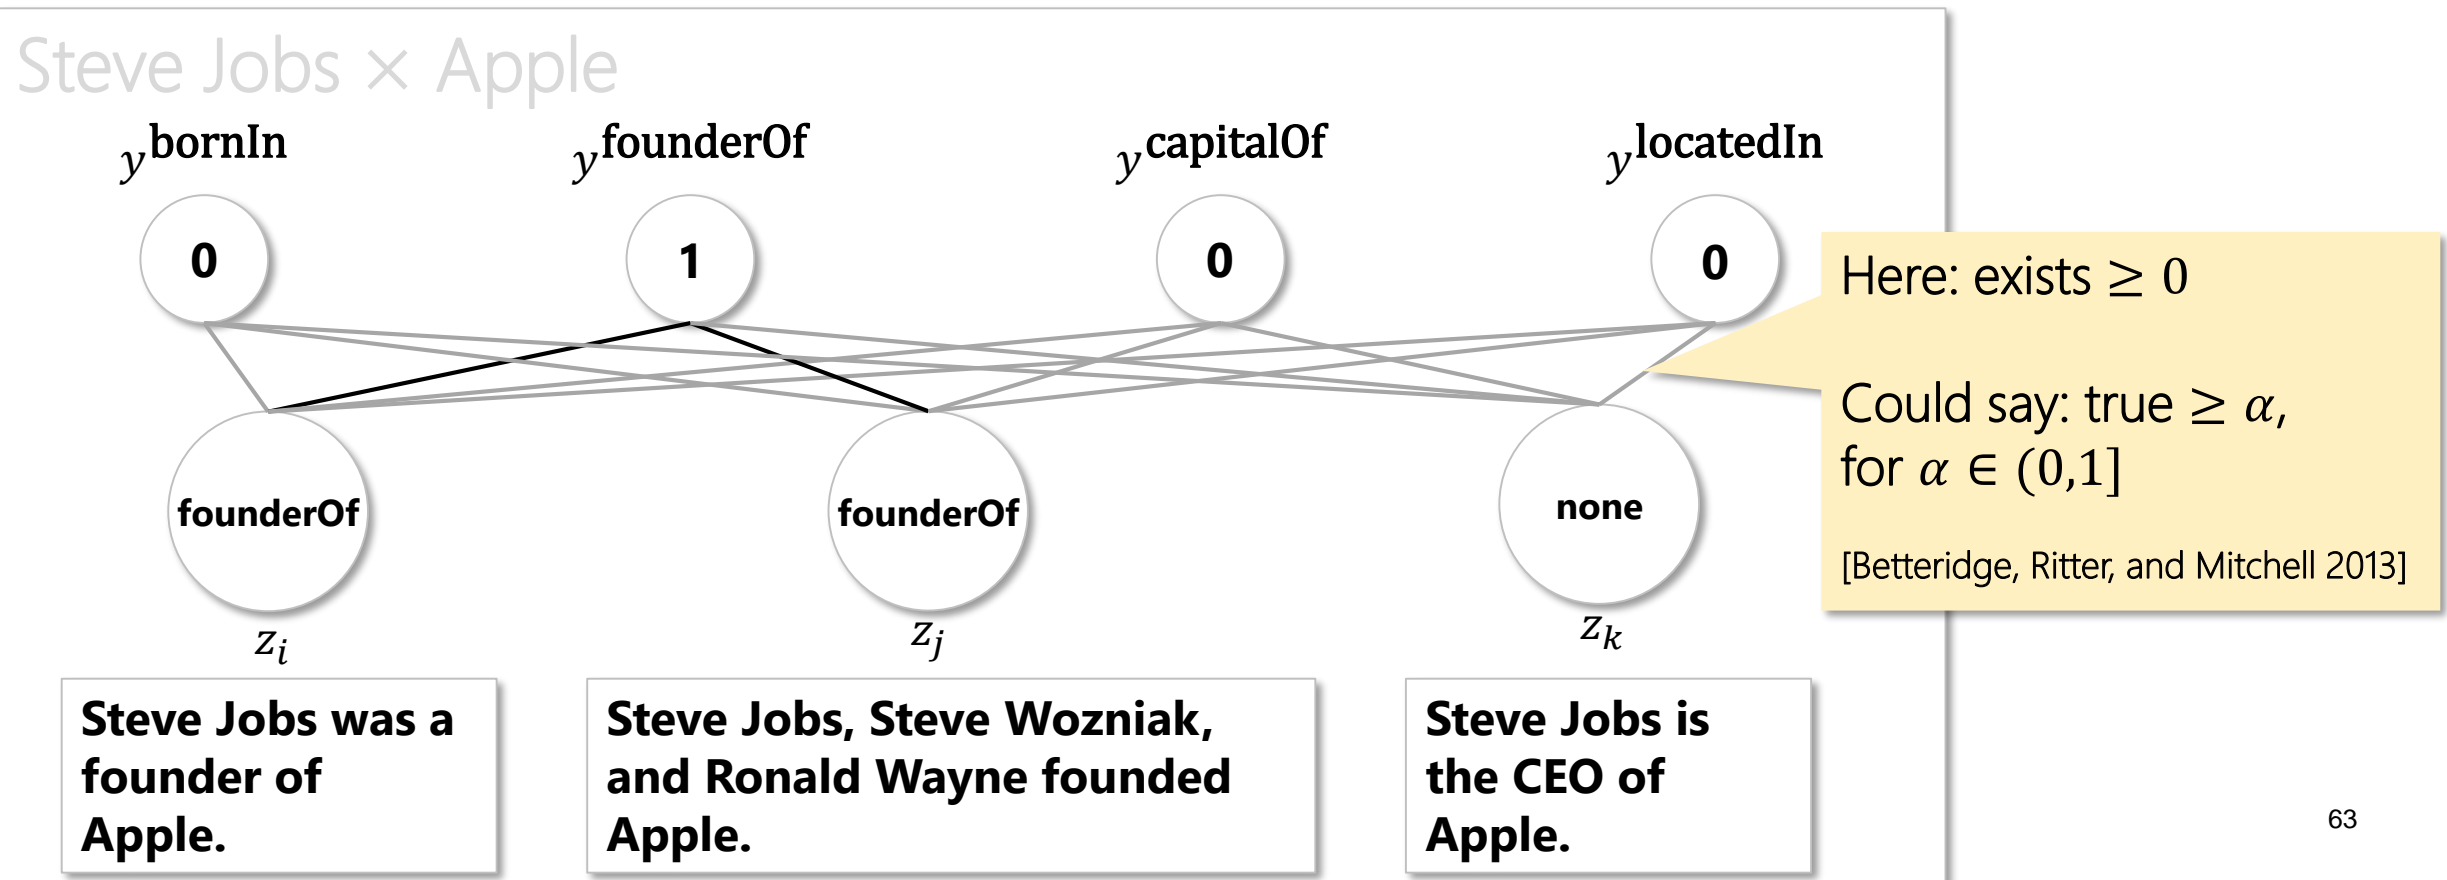 Steve Jobs × Apple
y^bornIn y^founderOf y^capitalOf y^locatedIn
0 1 0 0
Here: exists ≥ 0
Could say: true ≥ α,
for α ∈ (0,1]
[Betteridge, Ritter, and Mitchell 2013]
founderOf founderOf none
z_i z_j z_k
Steve Jobs was a
founder of
Apple.
Steve Jobs, Steve Wozniak,
and Ronald Wayne founded
Apple.
Steve Jobs is
the CEO of
Apple.
63